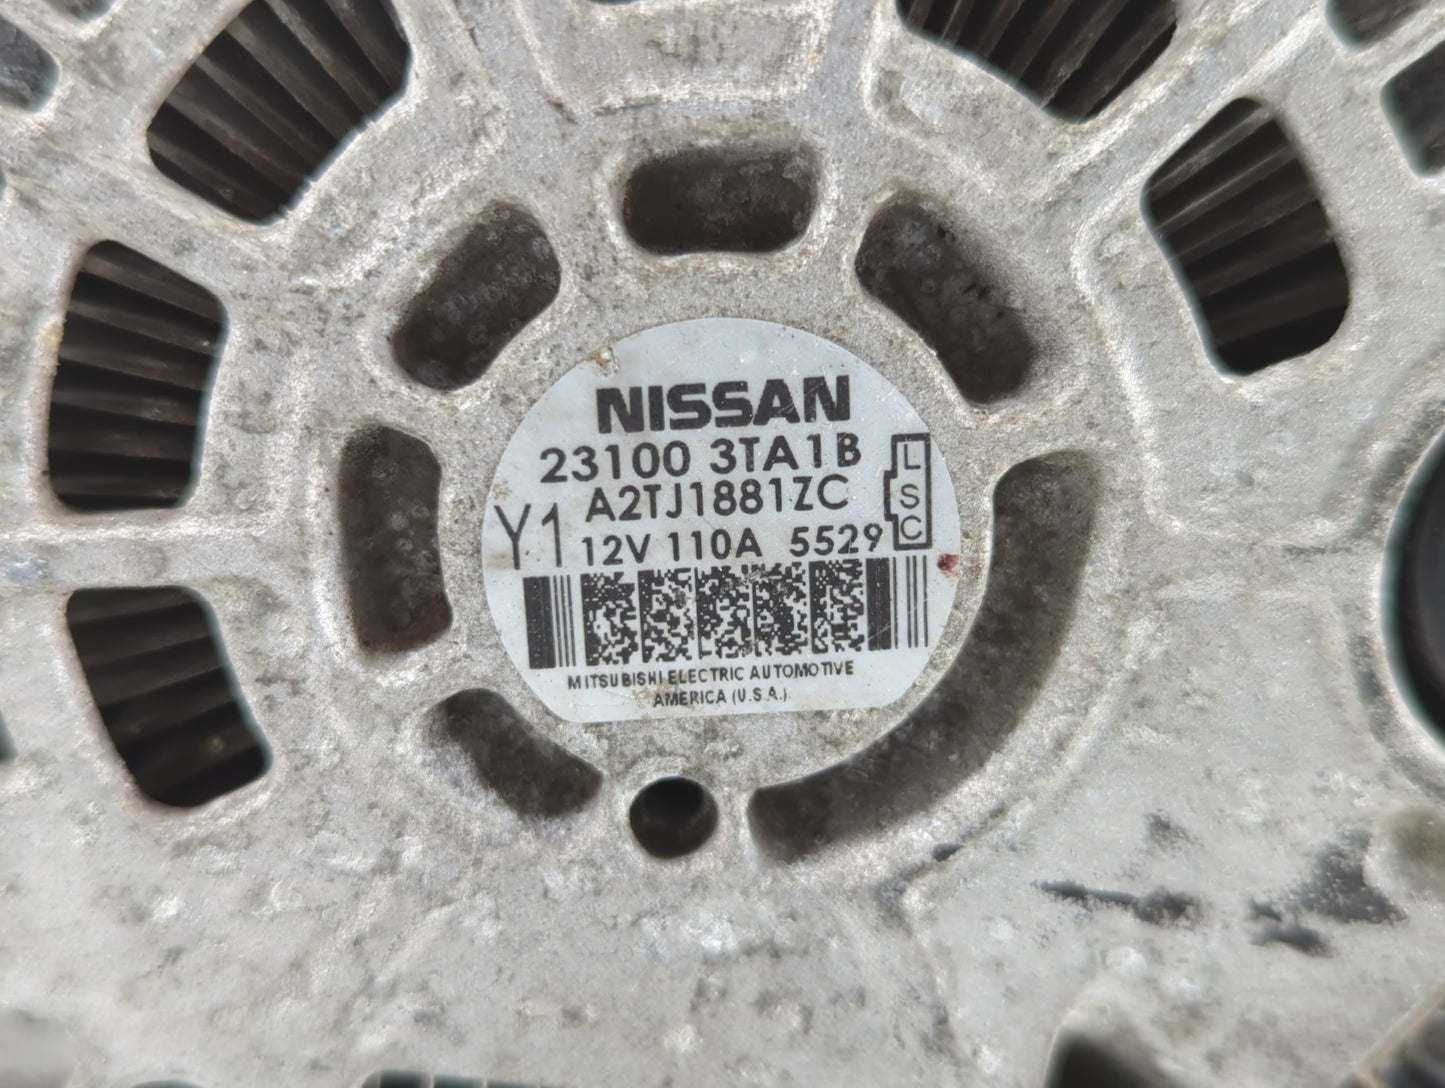 NISSAN
23100 3TA1B
A2TJ1881ZC
Y1
12V 110A 5529
L
S
C
MITSUBISHI ELECTRIC AUTOMOTIVE
AMERICA (U.S.A.)